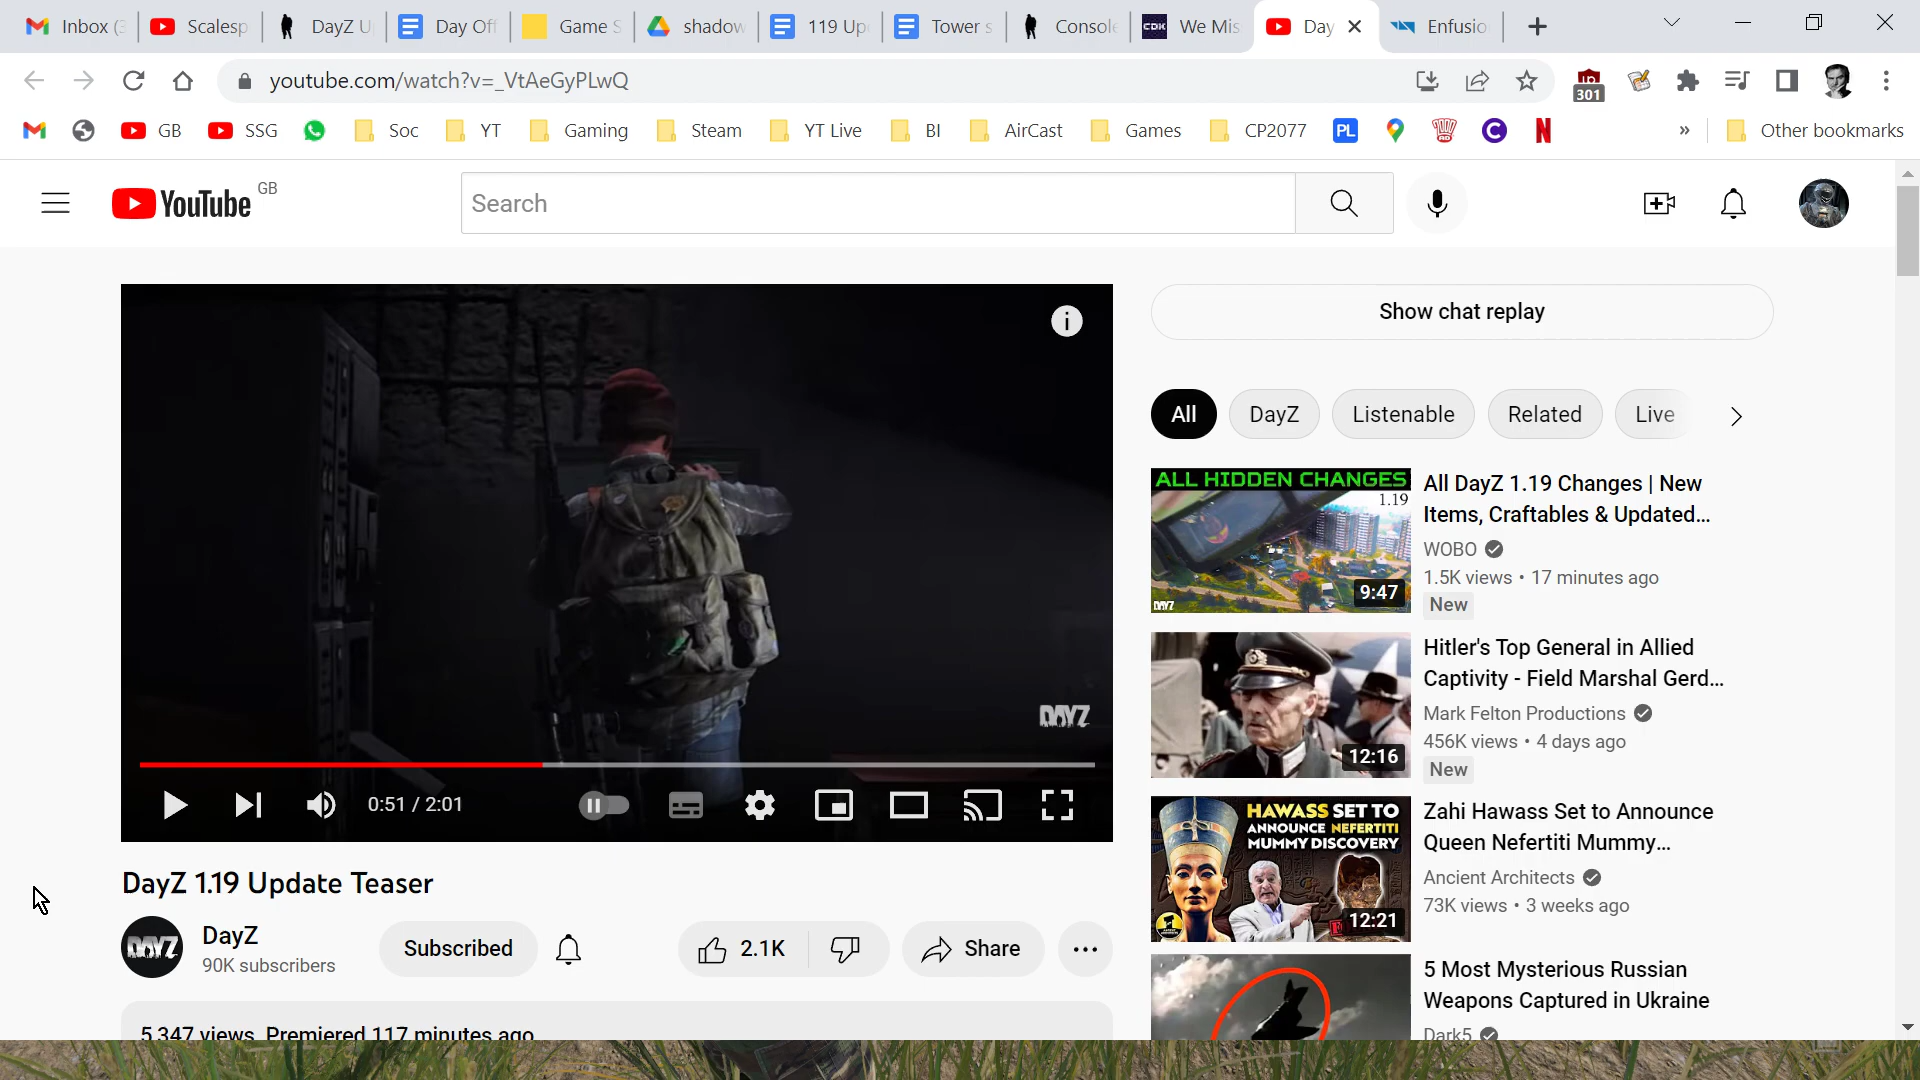 Inbox (3
Scalesp
DayZ U
Day Off
Game S
shadow
119 Up
Tower s
Console
CDK
We Mis
Day
Enfusio
youtube.com/watch?v=_VtAeGyPLwQ
301
GB
SSG
Soc
YT
Gaming
Steam
YT Live
BI
AirCast
Games
CP2077
PL
»
Other bookmarks
YouTube
GB
Search
DAYZ
0:51 / 2:01
DayZ 1.19 Update Teaser
DAYZ
DayZ
90K subscribers
Subscribed
2.1K
Share
5,347 views Premiered 117 minutes ago
Show chat replay
All
DayZ
Listenable
Related
Live
ALL HIDDEN CHANGES
1.19
DAYZ
9:47
All DayZ 1.19 Changes | New
Items, Craftables & Updated...
WOBO
1.5K views • 17 minutes ago
New
12:16
Hitler's Top General in Allied
Captivity - Field Marshal Gerd...
Mark Felton Productions
456K views • 4 days ago
New
HAWASS SET TO
ANNOUNCE NEFERTITI
MUMMY DISCOVERY
12:21
Zahi Hawass Set to Announce
Queen Nefertiti Mummy...
Ancient Architects
73K views • 3 weeks ago
5 Most Mysterious Russian
Weapons Captured in Ukraine
Dark5